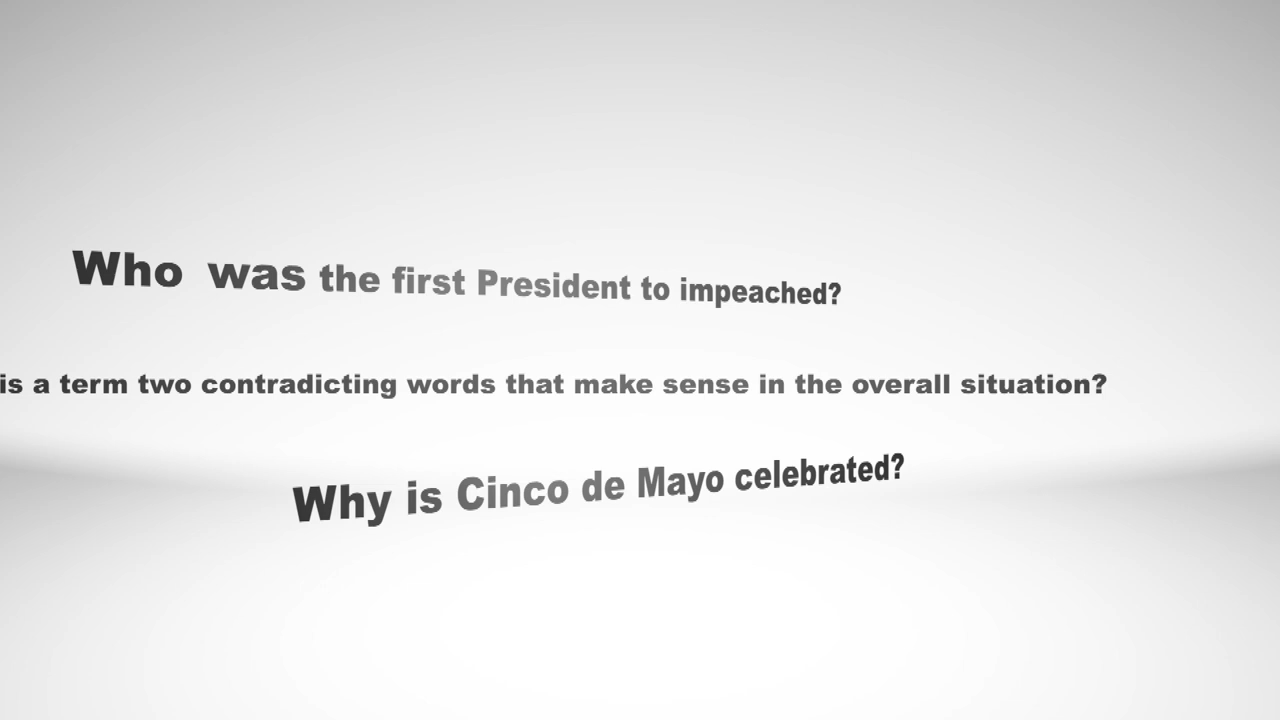 Who was the first President to impeached?
is a term two contradicting words that make sense in the overall situation?
Why is Cinco de Mayo celebrated?